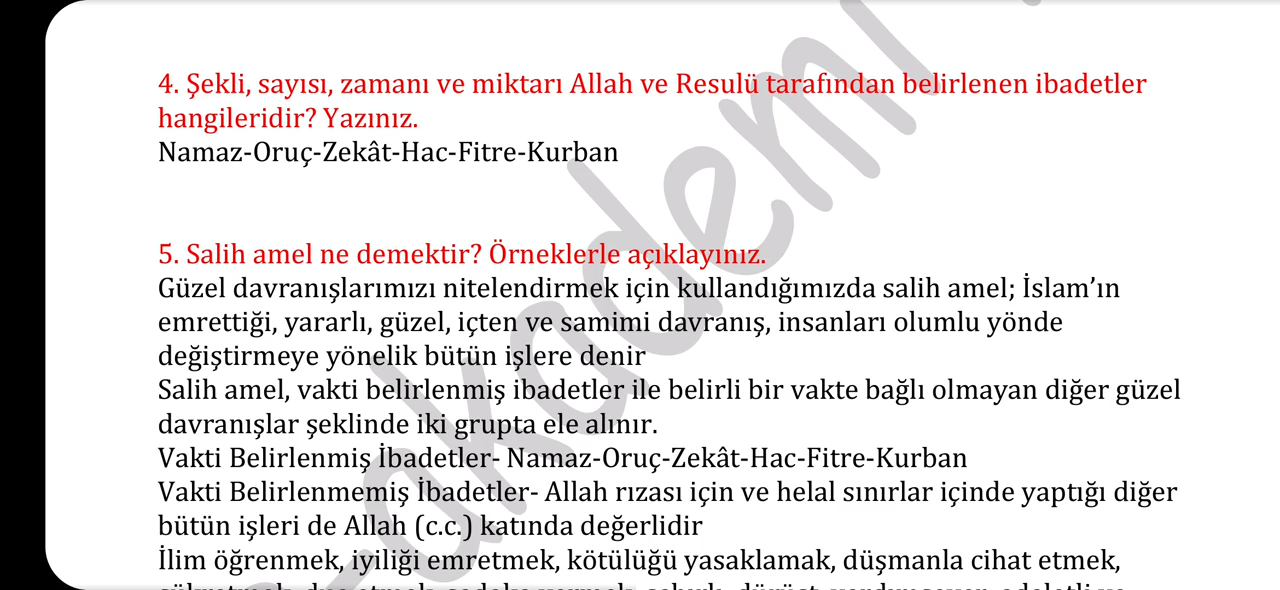 4. Şekli, sayısı, zamanı ve miktarı Allah ve Resulü tarafından belirlenen ibadetler
hangileridir? Yazınız.
Namaz-Oruç-Zekât-Hac-Fitre-Kurban
5. Salih amel ne demektir? Örneklerle açıklayınız.
Güzel davranışlarımızı nitelendirmek için kullandığımızda salih amel; İslam’ın
emrettiği, yararlı, güzel, içten ve samimi davranış, insanları olumlu yönde
değiştirmeye yönelik bütün işlere denir
Salih amel, vakti belirlenmiş ibadetler ile belirli bir vakte bağlı olmayan diğer güzel
davranışlar şeklinde iki grupta ele alınır.
Vakti Belirlenmiş İbadetler- Namaz-Oruç-Zekât-Hac-Fitre-Kurban
Vakti Belirlenmemiş İbadetler- Allah rızası için ve helal sınırlar içinde yaptığı diğer
bütün işleri de Allah (c.c.) katında değerlidir
İlim öğrenmek, iyiliği emretmek, kötülüğü yasaklamak, düşmanla cihat etmek,
-akademi